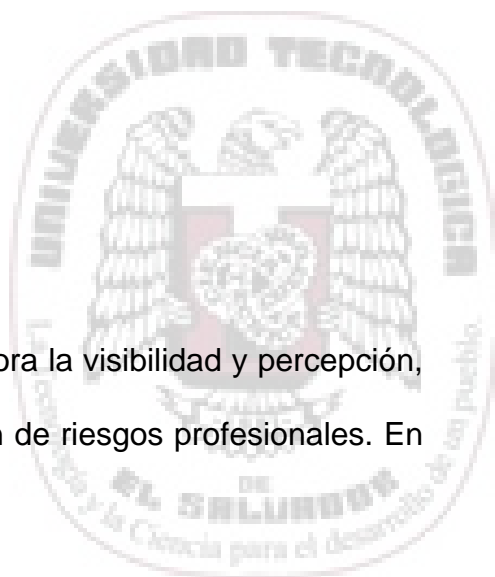 UNIVERSIDAD TECNOLOGICA
ora la visibilidad y percepción,
de riesgos profesionales. En
DE
EL SALVADOR
y la Ciencia para el desarrollo de un pueblo.